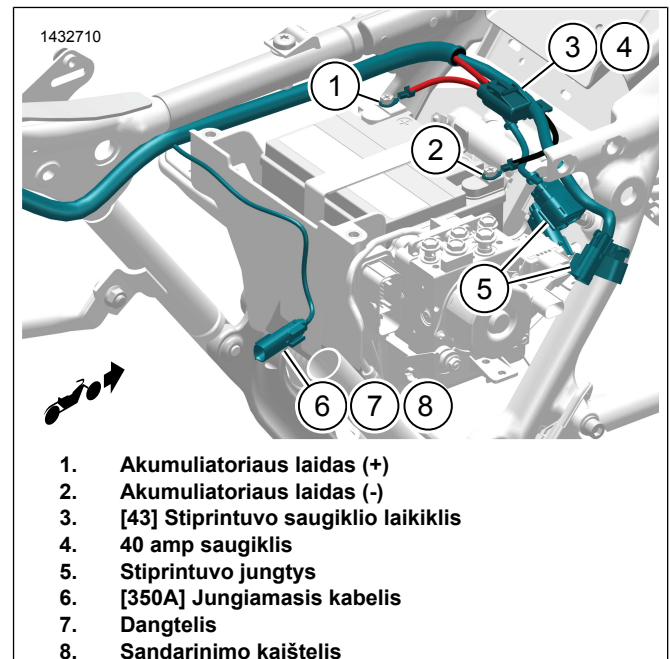 1432710
3 4
1
2
5
6 7 8
1. Akumuliatoriaus laidas (+)
2. Akumuliatoriaus laidas (-)
3. [43] Stiprintuvo saugiklio laikiklis
4. 40 amp saugiklis
5. Stiprintuvo jungtys
6. [350A] Jungiamasis kabelis
7. Dangtelis
8. Sandarinimo kaištelis